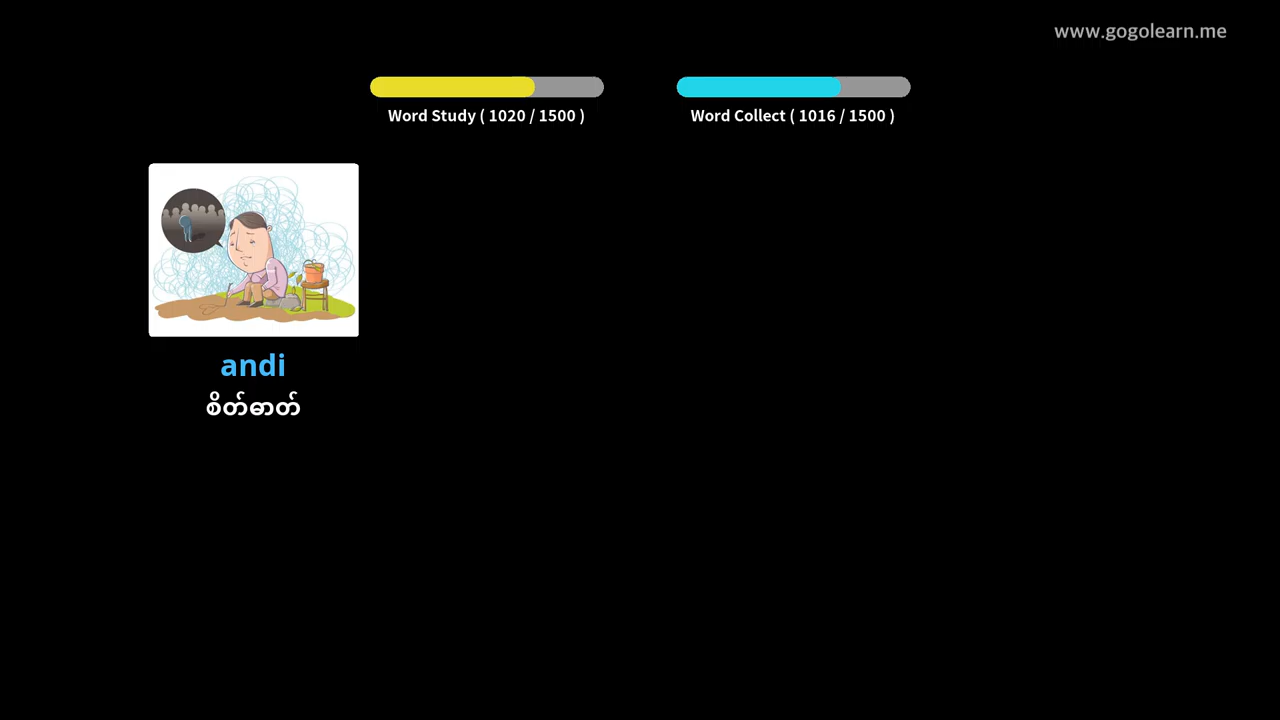 www.gogolearn.me
Word Study ( 1020 / 1500 )
Word Collect ( 1016 / 1500 )
andi
စိတ်ဓာတ်